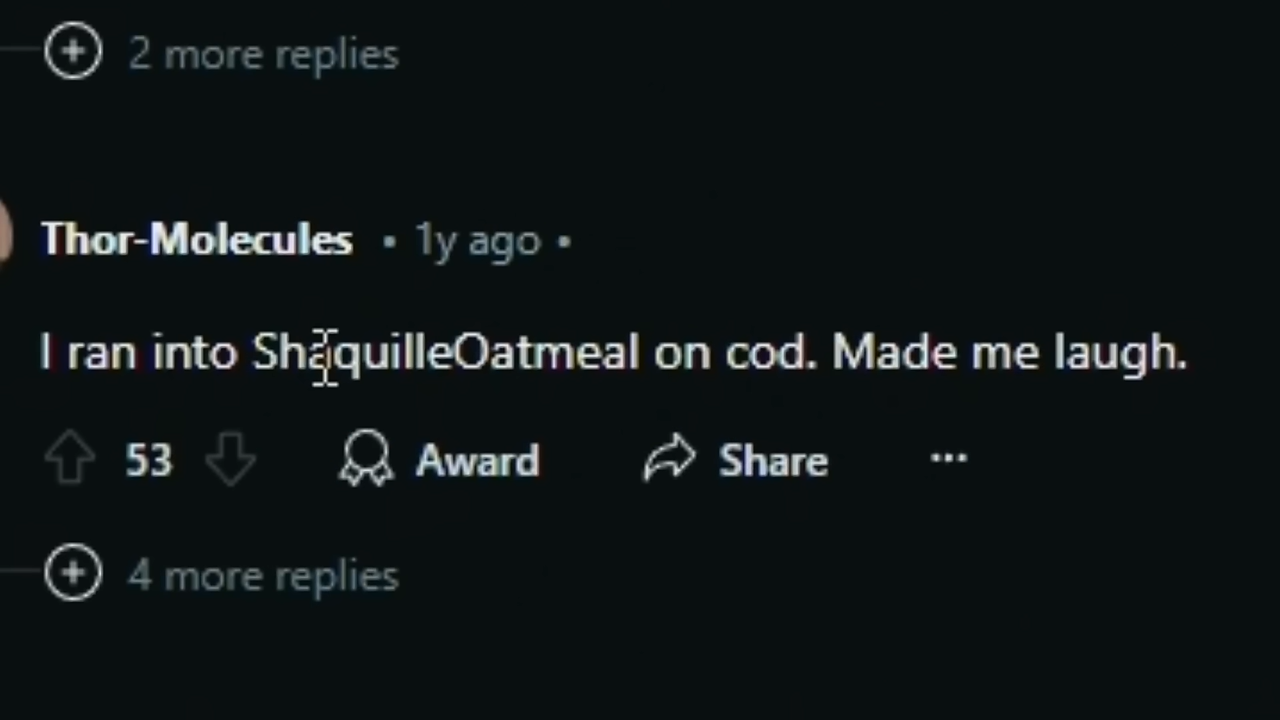 2 more replies
Thor-Molecules • 1y ago •
I ran into ShaquilleOatmeal on cod. Made me laugh.
53 Award Share ...
4 more replies